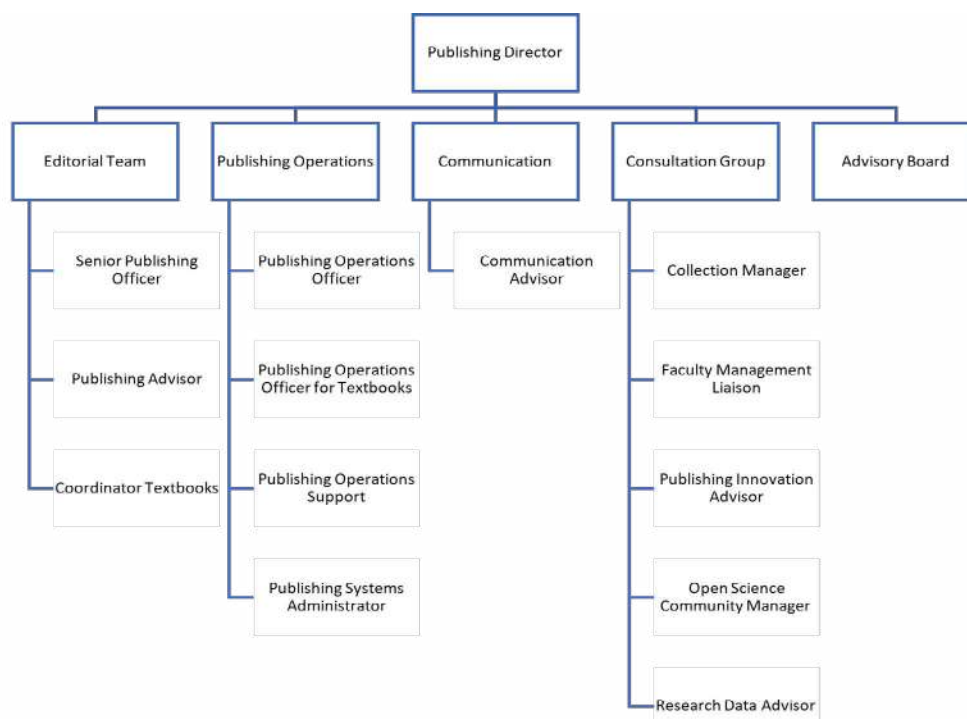 Publishing Director
Editorial Team
Publishing Operations
Communication
Consultation Group
Advisory Board
Senior Publishing
Officer
Publishing Advisor
Coordinator Textbooks
Publishing Operations
Officer
Publishing Operations
Officer for Textbooks
Publishing Operations
Support
Publishing Systems
Administrator
Communication
Advisor
Collection Manager
Faculty Management
Liaison
Publishing Innovation
Advisor
Open Science
Community Manager
Research Data Advisor